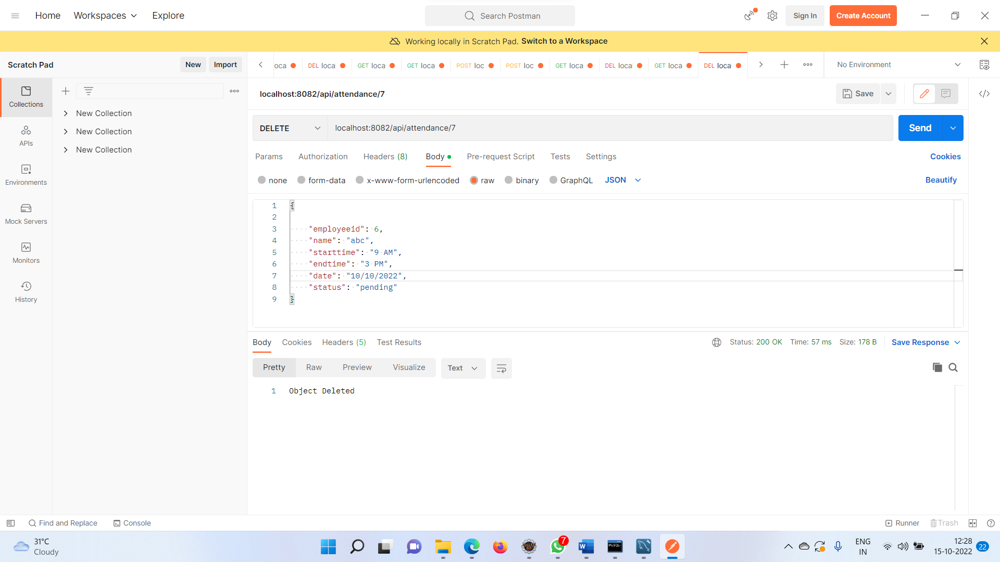 Home Workspaces Explore Search Postman Sign In Create Account
Working locally in Scratch Pad. Switch to a Workspace
Scratch Pad New Import
oca DEL loca GET loca GET loca POST loc POST loc GET loca DEL loca GET loca DEL loca No Environment
Collections
APIs
Environments
Mock Servers
Monitors
History
New Collection
New Collection
New Collection
localhost:8082/api/attendance/7 Save
DELETE localhost:8082/api/attendance/7 Send
Params Authorization Headers (8) Body Pre-request Script Tests Settings Cookies
none form-data x-www-form-urlencoded raw binary GraphQL JSON Beautify
1 {
2
3 "employeeid": 6,
4 "name": "abc",
5 "starttime": "9 AM",
6 "endtime": "3 PM",
7 "date": "10/10/2022",
8 "status": "pending"
9 }
Body Cookies Headers (5) Test Results Status: 200 OK Time: 57 ms Size: 178 B Save Response
Pretty Raw Preview Visualize Text
1 Object Deleted
Find and Replace Console Runner Trash
31°C
Cloudy
7
MySQL
ENG
IN
12:28
15-10-2022
22